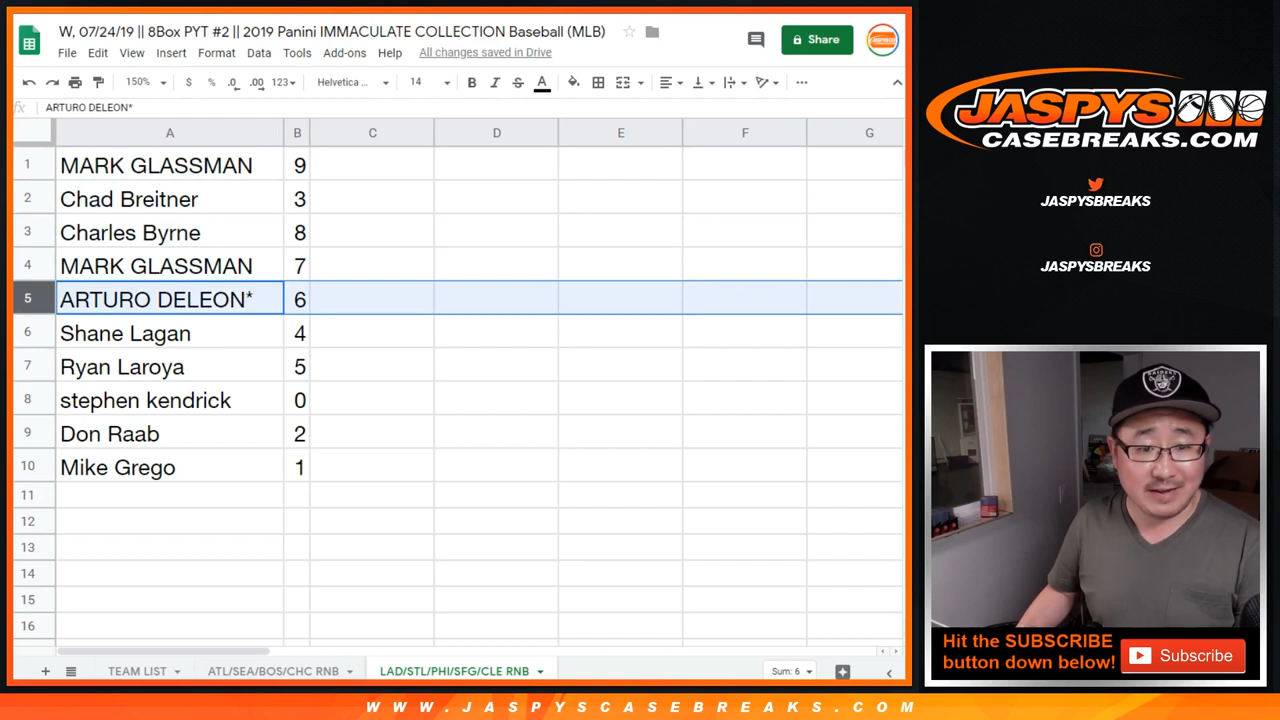 W, 07/24/19 || 8Box PYT #2 || 2019 Panini IMMACULATE COLLECTION Baseball (MLB)
File Edit View Insert Format Data Tools Add-ons Help All changes saved in Drive
Share
150% $ % .0 .00 123 Helvetica ... 14 B I S A ...
fx ARTURO DELEON*
A B C D E F G
1 MARK GLASSMAN 9
2 Chad Breitner 3
3 Charles Byrne 8
4 MARK GLASSMAN 7
5 ARTURO DELEON* 6
6 Shane Lagan 4
7 Ryan Laroya 5
8 stephen kendrick 0
9 Don Raab 2
10 Mike Grego 1
11
12
13
14
15
16
+ TEAM LIST ATL/SEA/BOS/CHC RNB LAD/STL/PHI/SFG/CLE RNB Sum: 6
JASPYS
CASEBREAKS.COM
JASPYSBREAKS
JASPYSBREAKS
RAIDERS
Hit the SUBSCRIBE
button down below!
Subscribe
WWW.JASPYSCASEBREAKS.COM